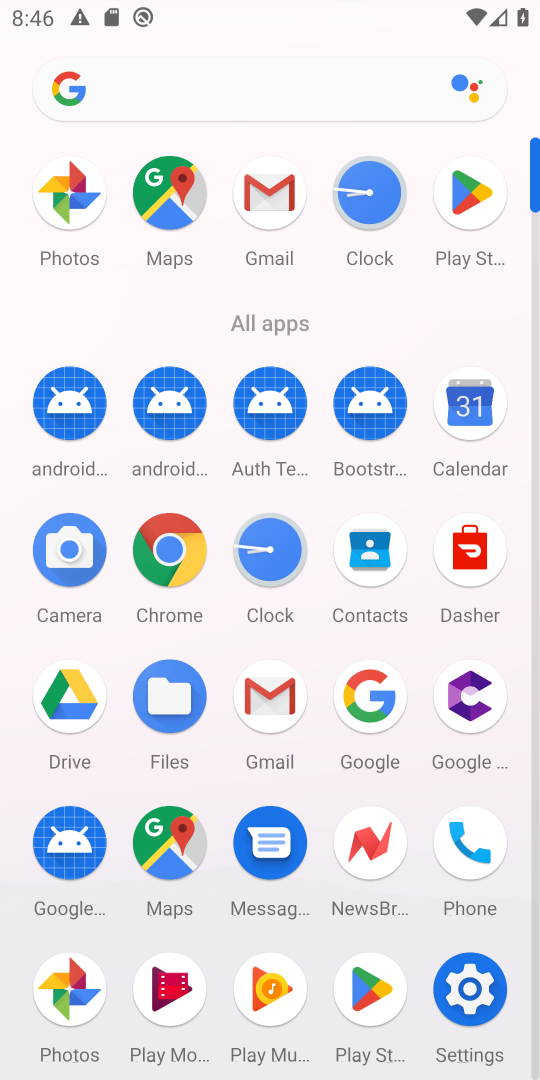 8:46
Photos Maps Gmail Clock Play St...
All apps
android... android... Auth Te... Bootstr... Calendar
31
Camera Chrome Clock Contacts Dasher
Drive Files Gmail Google Google ...
Google... Maps Messag... NewsBr... Phone
Photos Play Mo... Play Mu... Play St... Settings